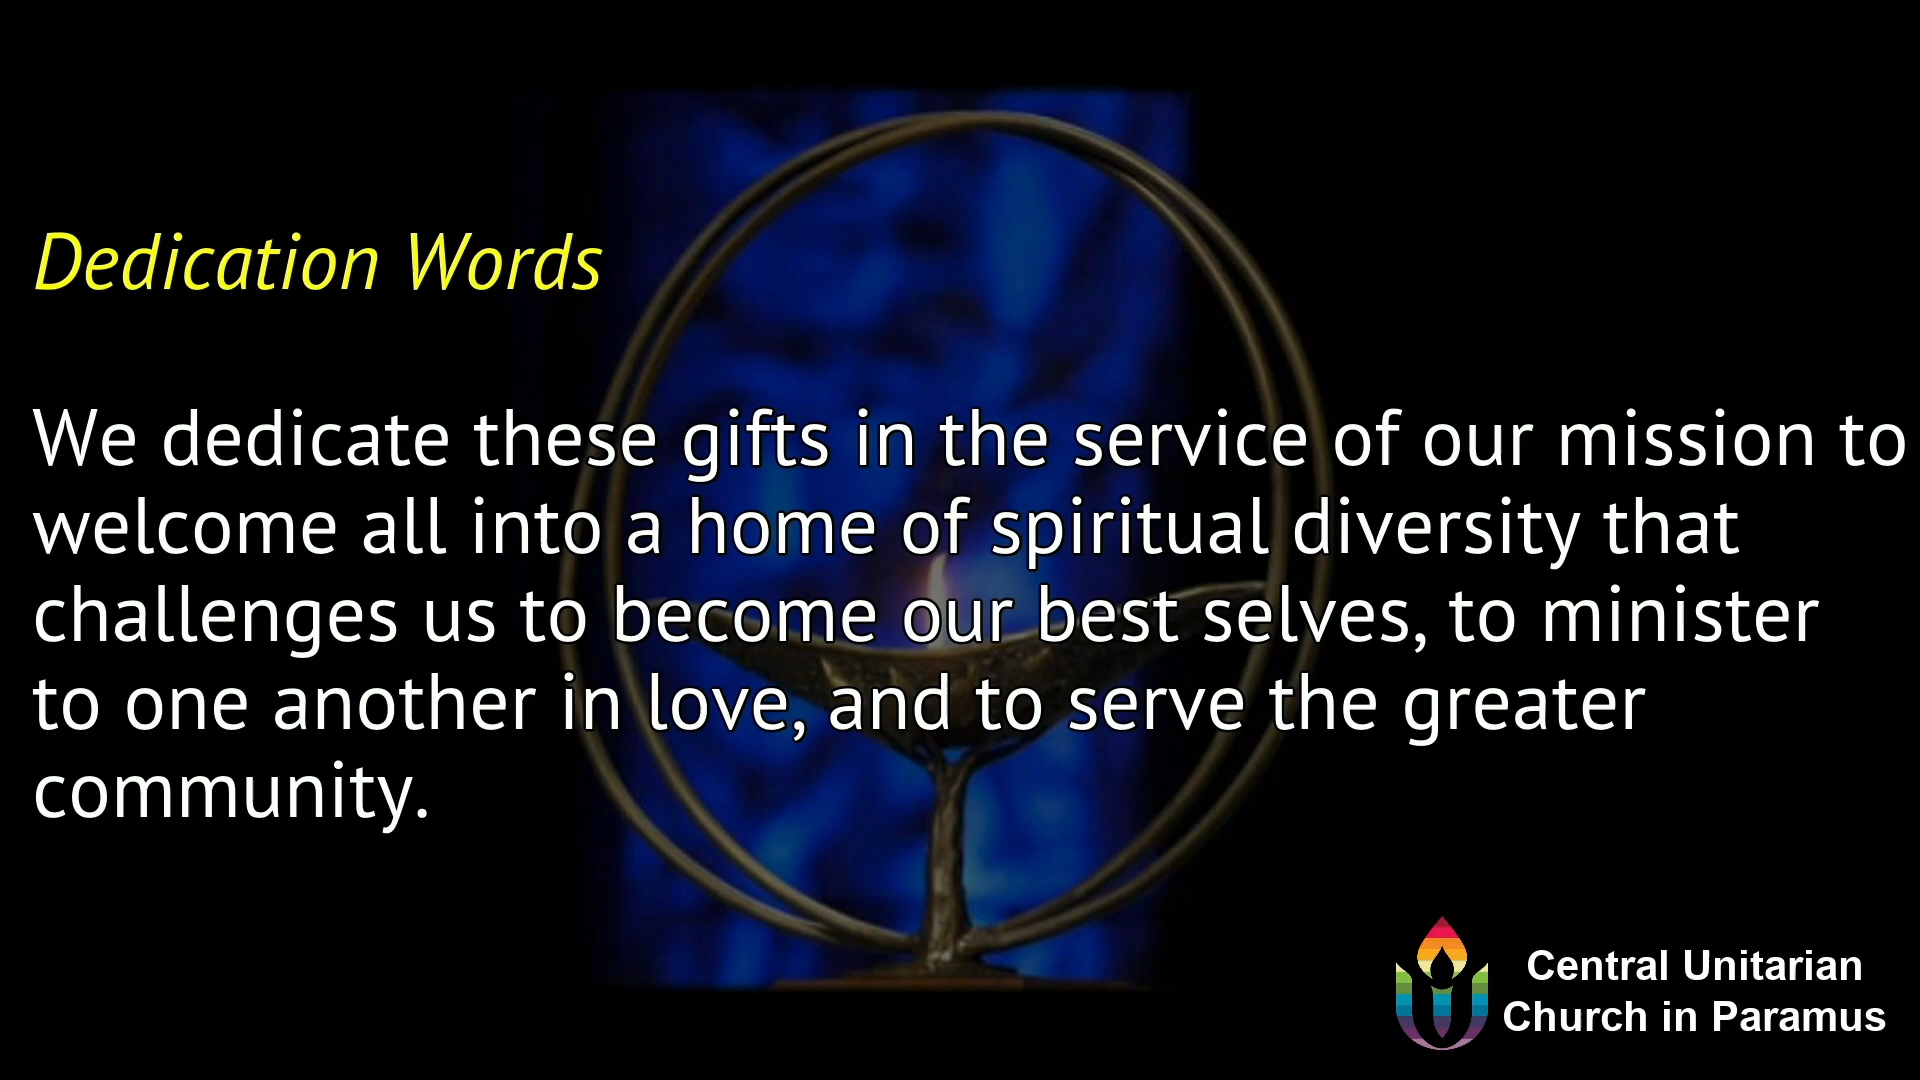 Dedication Words
We dedicate these gifts in the service of our mission to
welcome all into a home of spiritual diversity that
challenges us to become our best selves, to minister
to one another in love, and to serve the greater
community.
Central Unitarian
Church in Paramus